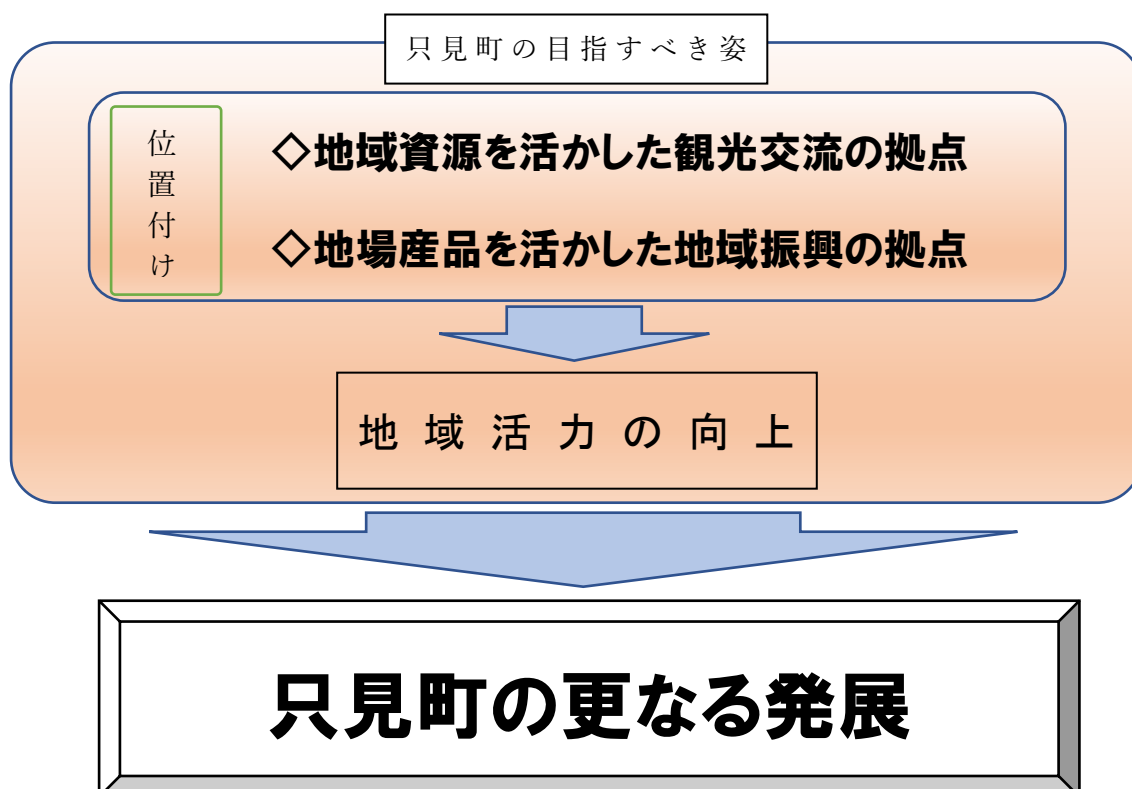 只見町の目指すべき姿
位置付け
◇地域資源を活かした観光交流の拠点
◇地場産品を活かした地域振興の拠点
地域活力の向上
只見町の更なる発展